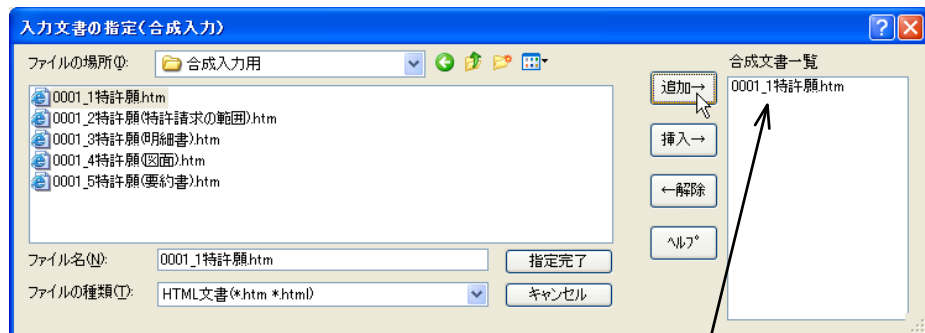 入力文書の指定(合成入力)
ファイルの場所(I):
合成入力用
0001_1特許願.htm
0001_2特許願(特許請求の範囲).htm
0001_3特許願(明細書).htm
0001_4特許願(図面).htm
0001_5特許願(要約書).htm
ファイル名(N):
0001_1特許願.htm
指定完了
ファイルの種類(T):
HTML文書(*.htm *.html)
キャンセル
追加→
挿入→
←解除
ヘルプ
合成文書一覧
0001_1特許願.htm